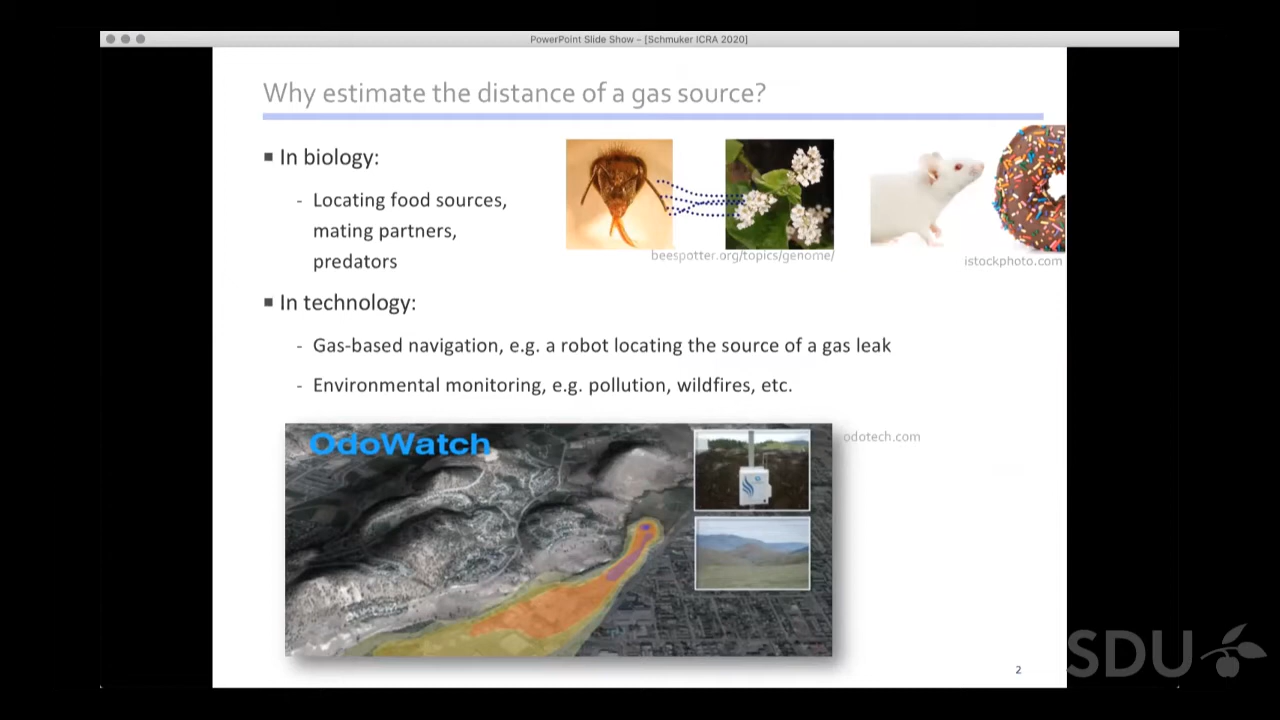 PowerPoint Slide Show – [Schmuker ICRA 2020]
Why estimate the distance of a gas source?
■ In biology:
- Locating food sources,
mating partners,
predators
beespotter.org/topics/genome/
istockphoto.com
■ In technology:
- Gas-based navigation, e.g. a robot locating the source of a gas leak
- Environmental monitoring, e.g. pollution, wildfires, etc.
OdoWatch
odotech.com
2
SDU